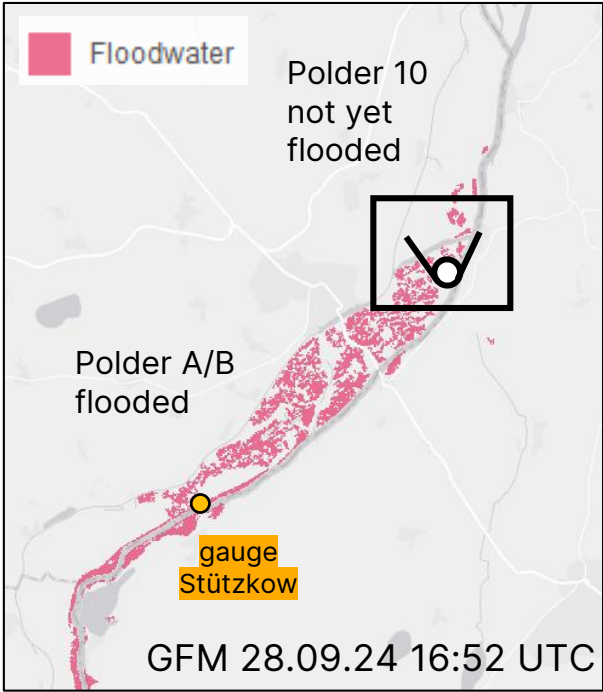 Floodwater
Polder 10
not yet
flooded
Polder A/B
flooded
gauge
Stützkow
GFM 28.09.24 16:52 UTC